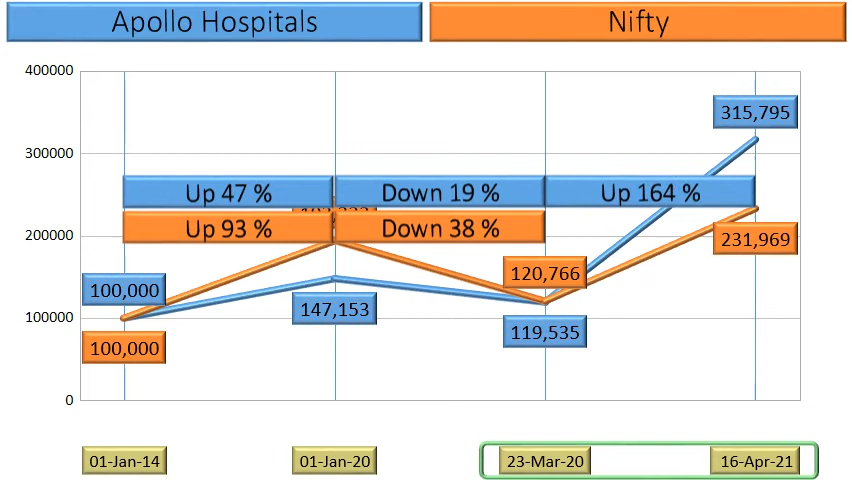 Apollo Hospitals
Nifty
400000
315,795
300000
Up 47 %
Down 19 %
Up 164 %
Up 93 %
Down 38 %
200000
231,969
120,766
100,000
147,153
119,535
100000
100,000
0
01-Jan-14
01-Jan-20
23-Mar-20
16-Apr-21